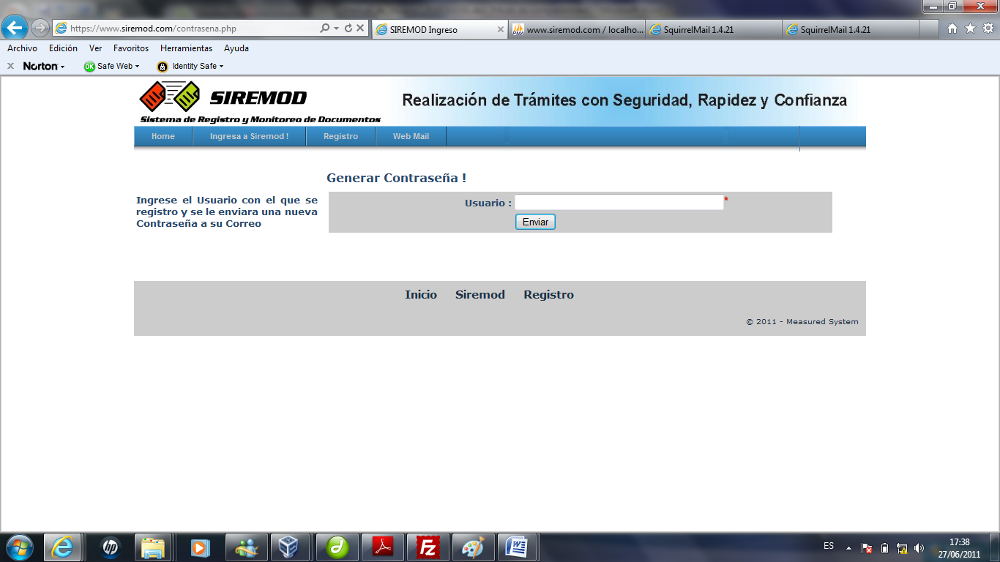 https://www.siremod.com/contrasena.php
SIREMOD Ingreso
www.siremod.com / localho...
SquirrelMail 1.4.21
SquirrelMail 1.4.21
Archivo Edición Ver Favoritos Herramientas Ayuda
X Norton OK Safe Web Identity Safe
SIREMOD
Sistema de Registro y Monitoreo de Documentos
Realización de Trámites con Seguridad, Rapidez y Confianza
Home Ingresa a Siremod ! Registro Web Mail
Generar Contraseña !
Ingrese el Usuario con el que se
registro y se le enviara una nueva
Contraseña a su Correo
Usuario : *
Enviar
Inicio Siremod Registro
© 2011 - Measured System
ES
17:38
27/06/2011